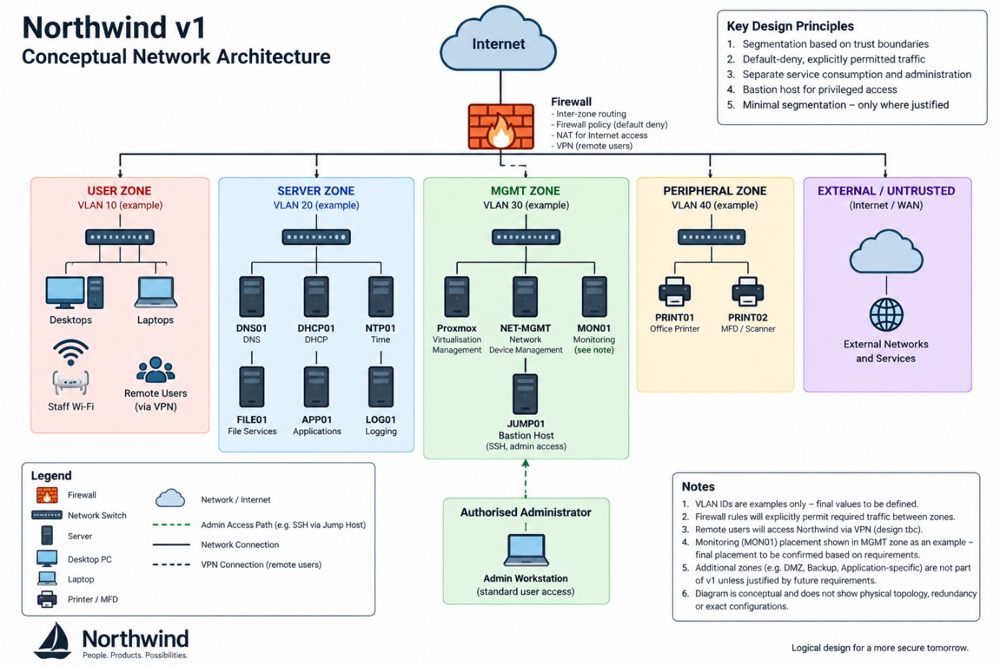 Northwind v1
Conceptual Network Architecture
Internet
Key Design Principles
1. Segmentation based on trust boundaries
2. Default-deny, explicitly permitted traffic
3. Separate service consumption and administration
4. Bastion host for privileged access
5. Minimal segmentation – only where justified
Firewall
- Inter-zone routing
- Firewall policy (default deny)
- NAT for Internet access
- VPN (remote users)
USER ZONE
VLAN 10 (example)
Desktops
Laptops
Staff Wi-Fi
Remote Users
(via VPN)
SERVER ZONE
VLAN 20 (example)
DNS01
DNS
DHCP01
DHCP
NTP01
Time
FILE01
File Services
APP01
Applications
LOG01
Logging
MGMT ZONE
VLAN 30 (example)
Proxmox
Virtualisation
Management
NET-MGMT
Network
Device Management
MON01
Monitoring
(see note)
JUMP01
Bastion Host
(SSH, admin access)
PERIPHERAL ZONE
VLAN 40 (example)
PRINT01
Office Printer
PRINT02
MFD / Scanner
EXTERNAL / UNTRUSTED
(Internet / WAN)
External Networks
and Services
Legend
Firewall
Network Switch
Server
Desktop PC
Laptop
Printer / MFD
Network / Internet
Admin Access Path (e.g. SSH via Jump Host)
Network Connection
VPN Connection (remote users)
Authorised Administrator
Admin Workstation
(standard user access)
Notes
1. VLAN IDs are examples only – final values to be defined.
2. Firewall rules will explicitly permit required traffic between zones.
3. Remote users will access Northwind via VPN (design tbc).
4. Monitoring (MON01) placement shown in MGMT zone as an example –
final placement to be confirmed based on requirements.
5. Additional zones (e.g. DMZ, Backup, Application-specific) are not part
of v1 unless justified by future requirements.
6. Diagram is conceptual and does not show physical topology, redundancy
or exact configurations.
Northwind
People. Products. Possibilities.
Logical design for a more secure tomorrow.